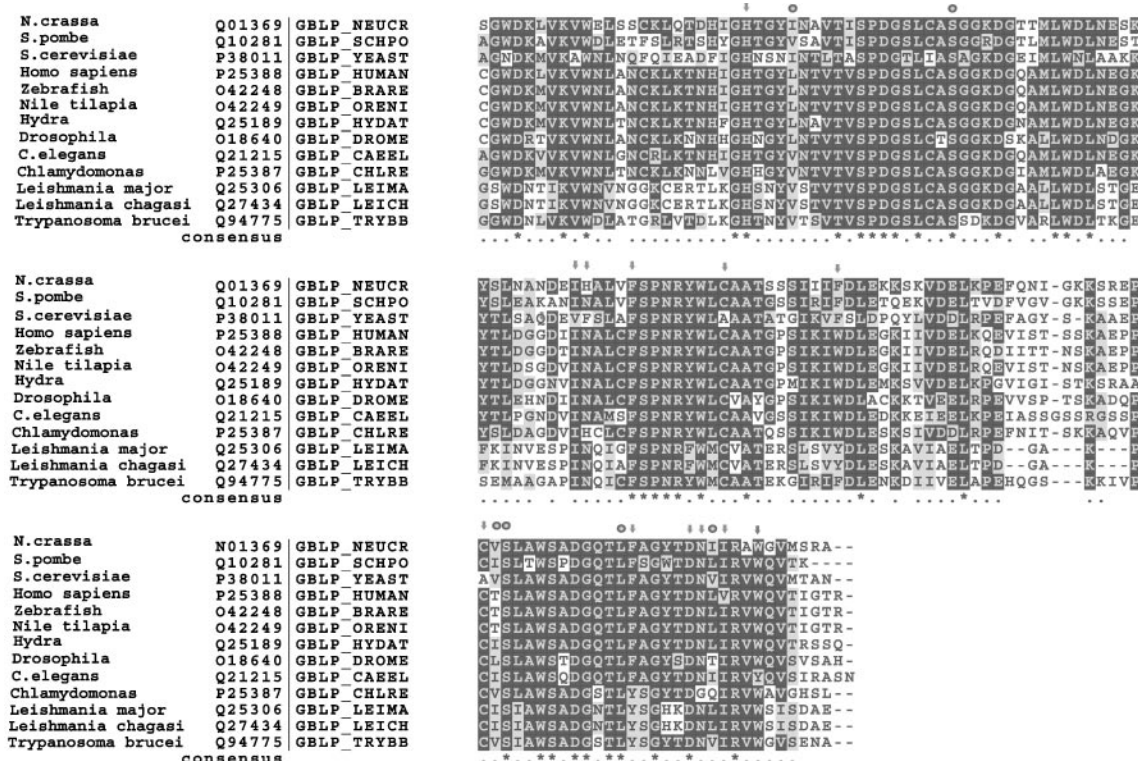 N.crassa Q01369 GBLP_NEUCR SGWDKLVKVWELSSCKLQTDHIGHTGYINAVTISPDGSLCASGGKDGTTMLWDLNESK
S.pombe Q10281 GBLP_SCHPO AGWDKAVKVWDLETFSLRTSHYGHTGYVSAVTISPDGSLCASGGRDGTLMLWDLNEST
S.cerevisiae P38011 GBLP_YEAST AGNDKMVKAWNLNQFQIEADFIGHNSNINTLTASPDGTLIASAGKDGEIMLWNLAAKK
Homo sapiens P25388 GBLP_HUMAN CGWDKLVKVWNLANCKLKTNHIGHTGYLNTVTVSPDGSLCASGGKDGQAMLWDLNEGK
Zebrafish O42248 GBLP_BRARE CGWDKMVKVWNLANCKLKTNHIGHTGYLNTVTVSPDGSLCASGGKDGQAMLWDLNEGK
Nile tilapia O42249 GBLP_ORENI CGWDKMVKVWNLANCKLKTNHIGHTGYLNTVTVSPDGSLCASGGKDGQAMLWDLNEGK
Hydra Q25189 GBLP_HYDAT CGWDKMVKVWNLTNCKLKTNHFGHTGYLNAVTVSPDGSLCASGGKDGNAMLWDLNEGK
Drosophila O18640 GBLP_DROME CGWDRTVKVWNLANCKLKNNHHGHNGYLNTVTVSPDGSLCTSGGKDSKALLWDLNDGK
C.elegans Q21215 GBLP_CAEEL AGWDKVVKVWNLGNCRLKTNHIGHTGYVNTVTVSPDGSLCASGGKDGQAMLWDLNEGK
Chlamydomonas P25387 GBLP_CHLRE CGWDKMVKVWNLTNCKLKNNLVGHHGYVNTVTVSPDGSLCASGGKDGIAMLWDLAEGK
Leishmania major Q25306 GBLP_LEIMA GSWDNTIKVWNVNGGKCERTLKGHSNYVSTVTVSPDGSLCASGGKDGAALLWDLSTGE
Leishmania chagasi Q27434 GBLP_LEICH GSWDNTIKVWNVNGGKCERTLKGHSNYVSTVTVSPDGSLCASGGKDGAALLWDLSTGE
Trypanosoma brucei Q94775 GBLP_TRYBB GGWDNLVKVWDLATGRLVTDLKGHTNYVTSVTVSPDGSLCASSDKDGVARLWDLTKGE
consensus
N.crassa Q01369 GBLP_NEUCR YSLNANDEIHALVFSPNRYWLCAATSSSIIIFDLEKKSKVDELKPEFQNI-GKKSREP
S.pombe Q10281 GBLP_SCHPO YSLEAKANINALVFSPNRYWLCAATGSSIRIFDLETQEKVDELTVDFVGV-GKKSSEP
S.cerevisiae P38011 GBLP_YEAST YTLSAQDEVFSLAFSPNRYWLAAATATGIKVFSLDPQYLVDDLRPEFAGY-S-KAAEP
Homo sapiens P25388 GBLP_HUMAN YTLDGGDIINALCFSPNRYWLCAATGPSIKIWDLEGKIIVDELKQEVIST-SSKAEPP
Zebrafish O42248 GBLP_BRARE YTLDGGDTINALCFSPNRYWLCAATGPSIKIWDLEGKIIVDELRQDIITT-NSKAEPP
Nile tilapia O42249 GBLP_ORENI YTLDSGDVINALCFSPNRYWLCAATGPSIKIWDLEGKIIVDELRQEVITT-SSKAEPP
Hydra Q25189 GBLP_HYDAT YTLDGGNVINALCFSPNRYWLCAATGPMIKIWDLEMKSVVDELKPGVIGI-STKSRAA
Drosophila O18640 GBLP_DROME YTLEHNDIINALCFSPNRYWLCVAYGPSIKIWDLACKKTVEELRPEVVSP-TSKADQP
C.elegans Q21215 GBLP_CAEEL YTLPGNDVINAMSFSPNRYWLCAAVGSSIKIWDLEDKKEIEELKPEIASSGSSRGSSP
Chlamydomonas P25387 GBLP_CHLRE YSLDAGDVIHCLCFSPNRYWLCAATQSSIKIWDLESKSIVDDLRPEFNIT-SKKAQVP
Leishmania major Q25306 GBLP_LEIMA FKINVESPINQIGFSPNRFWMCVATERSLSVYDLESKAVIAELTPD--GA---K---P
Leishmania chagasi Q27434 GBLP_LEICH FKINVESPINQIAFSPNRFWMCVATERSLSVYDLESKAVIAELTPD--GA---K---P
Trypanosoma brucei Q94775 GBLP_TRYBB SEMAAGAPINQICFSPNRYWMCAATEKGIRIFDLENKDIIVELAPEHQGS---KKIVP
consensus
N.crassa N01369 GBLP_NEUCR CVSLAWSADGQTLFAGYTDNIIRAWGVMSRA--
S.pombe Q10281 GBLP_SCHPO CISLTWSPDGQTLFSGWTDNLIRVWQVTK----
S.cerevisiae P38011 GBLP_YEAST AVSLAWSADGQTLFAGYTDNVIRVWQVMTAN--
Homo sapiens P25388 GBLP_HUMAN CTSLAWSADGQTLFAGYTDNLVRVWQVTIGTR-
Zebrafish O42248 GBLP_BRARE CTSLAWSADGQTLFAGYTDNLIRVWQVTIGTR-
Nile tilapia O42249 GBLP_ORENI CTSLAWSADGQTLFAGYTDNLIRVWQVTIGTR-
Hydra Q25189 GBLP_HYDAT CISLAWSADGQTLFAGYTDNLIRVWQVTRSSQ-
Drosophila O18640 GBLP_DROME CLSLAWSTDGQTLFAGYSDNTIRVWQVSVSAH-
C.elegans Q21215 GBLP_CAEEL CISLAWSQDGQTLFAGYTDNLIRVYQVSIRASN
Chlamydomonas P25387 GBLP_CHLRE CVSLAWSADGSTLYSGYTDGQIRVWAVGHSL--
Leishmania major Q25306 GBLP_LEIMA CISIAWSADGNTLYSGHKDNLIRVWSISDAE--
Leishmania chagasi Q27434 GBLP_LEICH CISIAWSADGNTLYSGHKDNLIRVWSISDAE--
Trypanosoma brucei Q94775 GBLP_TRYBB CVSIAWSADGSTLYSGYTDNVIRVWGVSENA--
consensus